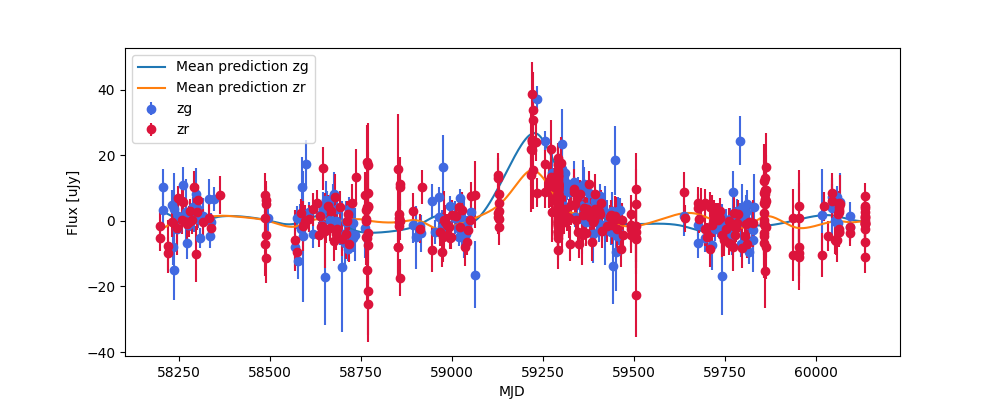 Mean prediction zg
Mean prediction zr
zg
zr
Flux [uJy]
40
20
0
−20
−40
58250
58500
58750
59000
59250
59500
59750
60000
MJD